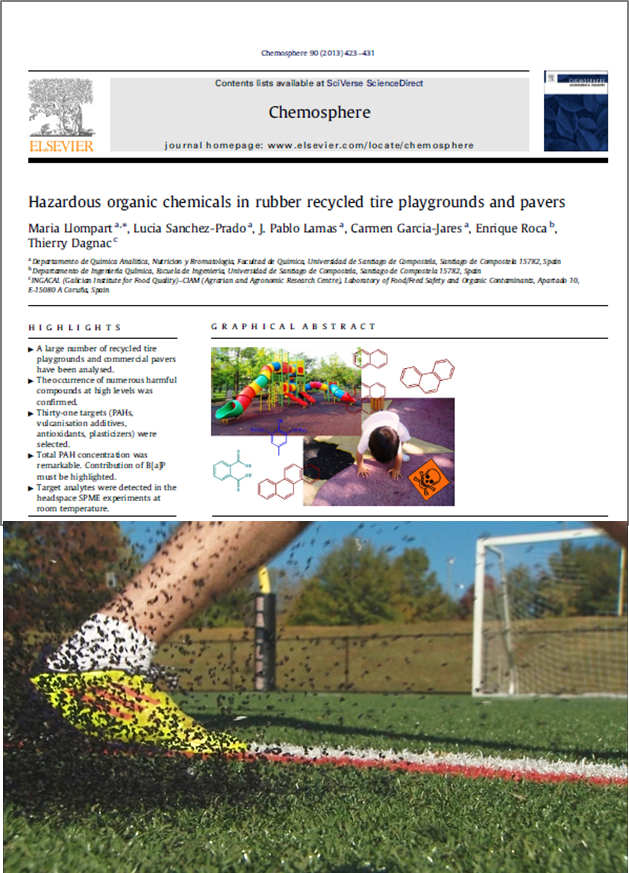 Chemosphere 90 (2013) 423–431
Contents lists available at SciVerse ScienceDirect
Chemosphere
journal homepage: www.elsevier.com/locate/chemosphere
ELSEVIER
CHEMOSPHERE
Hazardous organic chemicals in rubber recycled tire playgrounds and pavers
Maria Llompart a,*, Lucia Sanchez-Prado a, J. Pablo Lamas a, Carmen Garcia-Jares a, Enrique Roca b,
Thierry Dagnac c
a Departamento de Quimica Analitica, Nutricion y Bromatologia, Facultad de Quimica, Universidad de Santiago de Compostela, Santiago de Compostela 15782, Spain
b Departamento de Ingeniería Quimica, Escuela de Ingenieria, Universidad de Santiago de Compostela, Santiago de Compostela 15782, Spain
c INGACAL (Galician Institute for Food Quality)–CIAM (Agrarian and Agronomic Research Centre), Laboratory of Food/Feed Safety and Organic Contaminants, Apartado 10,
E-15080 A Coruña, Spain
HIGHLIGHTS
► A large number of recycled tire
playgrounds and commercial pavers
have been analysed.
► The occurrence of numerous harmful
compounds at high levels was
confirmed.
► Thirty-one targets (PAHs,
vulcanisation additives,
antioxidants, plasticizers) were
selected.
► Total PAH concentration was
remarkable. Contribution of B[a]P
must be highlighted.
► Target analytes were detected in the
headspace SPME experiments at
room temperature.
GRAPHICAL ABSTRACT